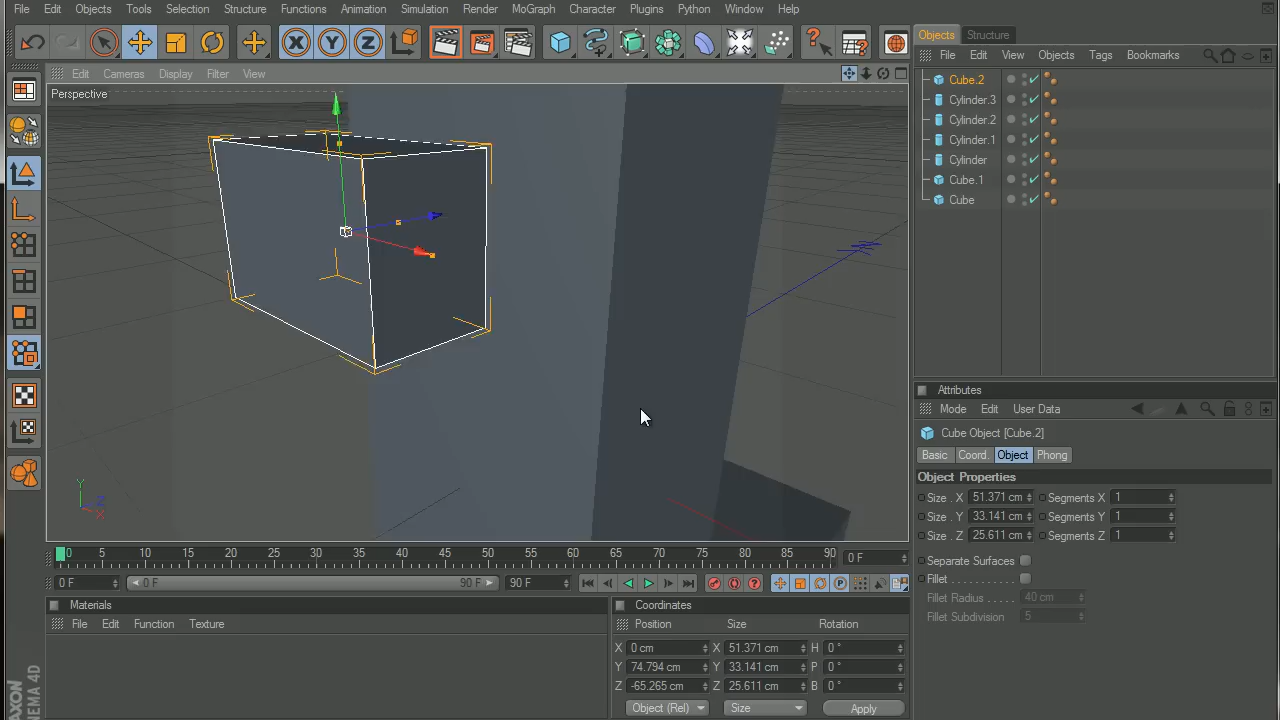 File Edit Objects Tools Selection Structure Functions Animation Simulation Render MoGraph Character Plugins Python Window Help
X Y Z
Objects Structure
File Edit View Objects Tags Bookmarks
Edit Cameras Display Filter View
Perspective
Cube.2
Cylinder.3
Cylinder.2
Cylinder.1
Cylinder
Cube.1
Cube
Y
Z
X
Attributes
Mode Edit User Data
Cube Object [Cube.2]
Basic Coord. Object Phong
Object Properties
Size . X 51.371 cm Segments X 1
Size . Y 33.141 cm Segments Y 1
Size . Z 25.611 cm Segments Z 1
Separate Surfaces
Fillet . . . . . . . . . . .
Fillet Radius . . . . . 40 cm
Fillet Subdivision 5
0 5 10 15 20 25 30 35 40 45 50 55 60 65 70 75 80 85 90 0 F
0 F 0 F 90 F 90 F
Materials
File Edit Function Texture
Coordinates
Position Size Rotation
X 0 cm X 51.371 cm H 0 °
Y 74.794 cm Y 33.141 cm P 0 °
Z -65.265 cm Z 25.611 cm B 0 °
Object (Rel) Size Apply
AXON
NEMA 4D